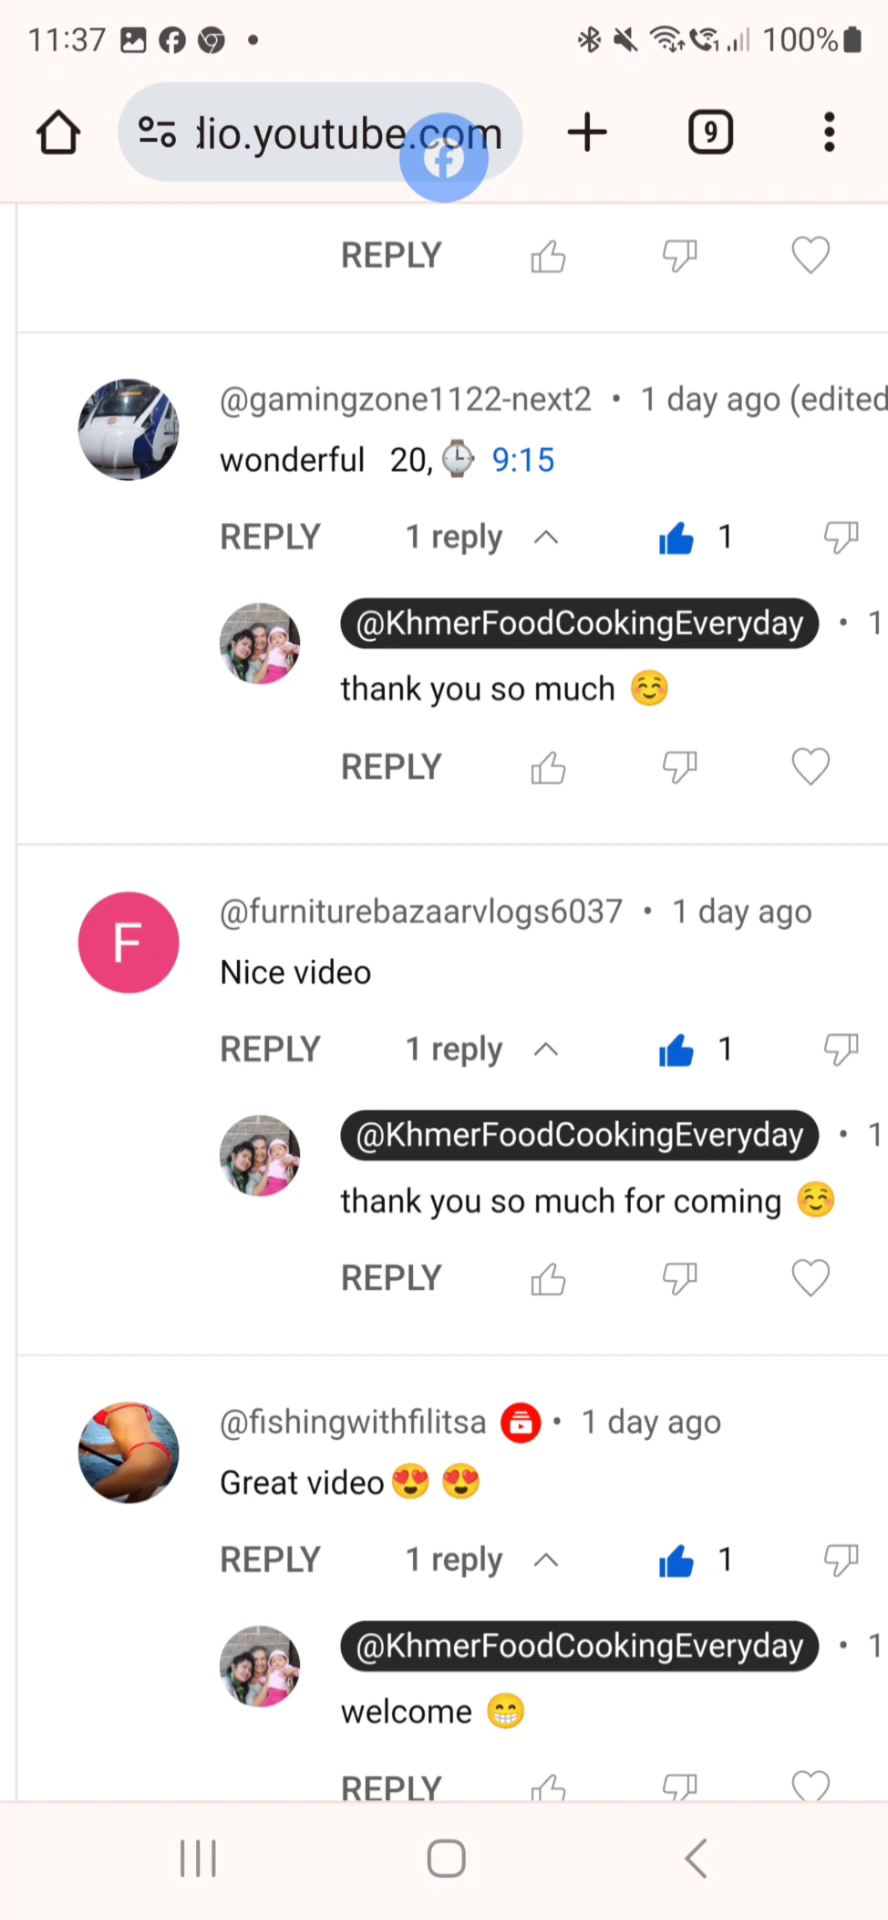 11:37 100%
dio.youtube.com 9
REPLY
@gamingzone1122-next2 • 1 day ago (edited
wonderful 20, 9:15
REPLY 1 reply 1
@KhmerFoodCookingEveryday • 1
thank you so much ☺️
REPLY
F
@furniturebazaarvlogs6037 • 1 day ago
Nice video
REPLY 1 reply 1
@KhmerFoodCookingEveryday • 1
thank you so much for coming ☺️
REPLY
@fishingwithfilitsa • 1 day ago
Great video😍 😍
REPLY 1 reply 1
@KhmerFoodCookingEveryday • 1
welcome 😁
REPLY